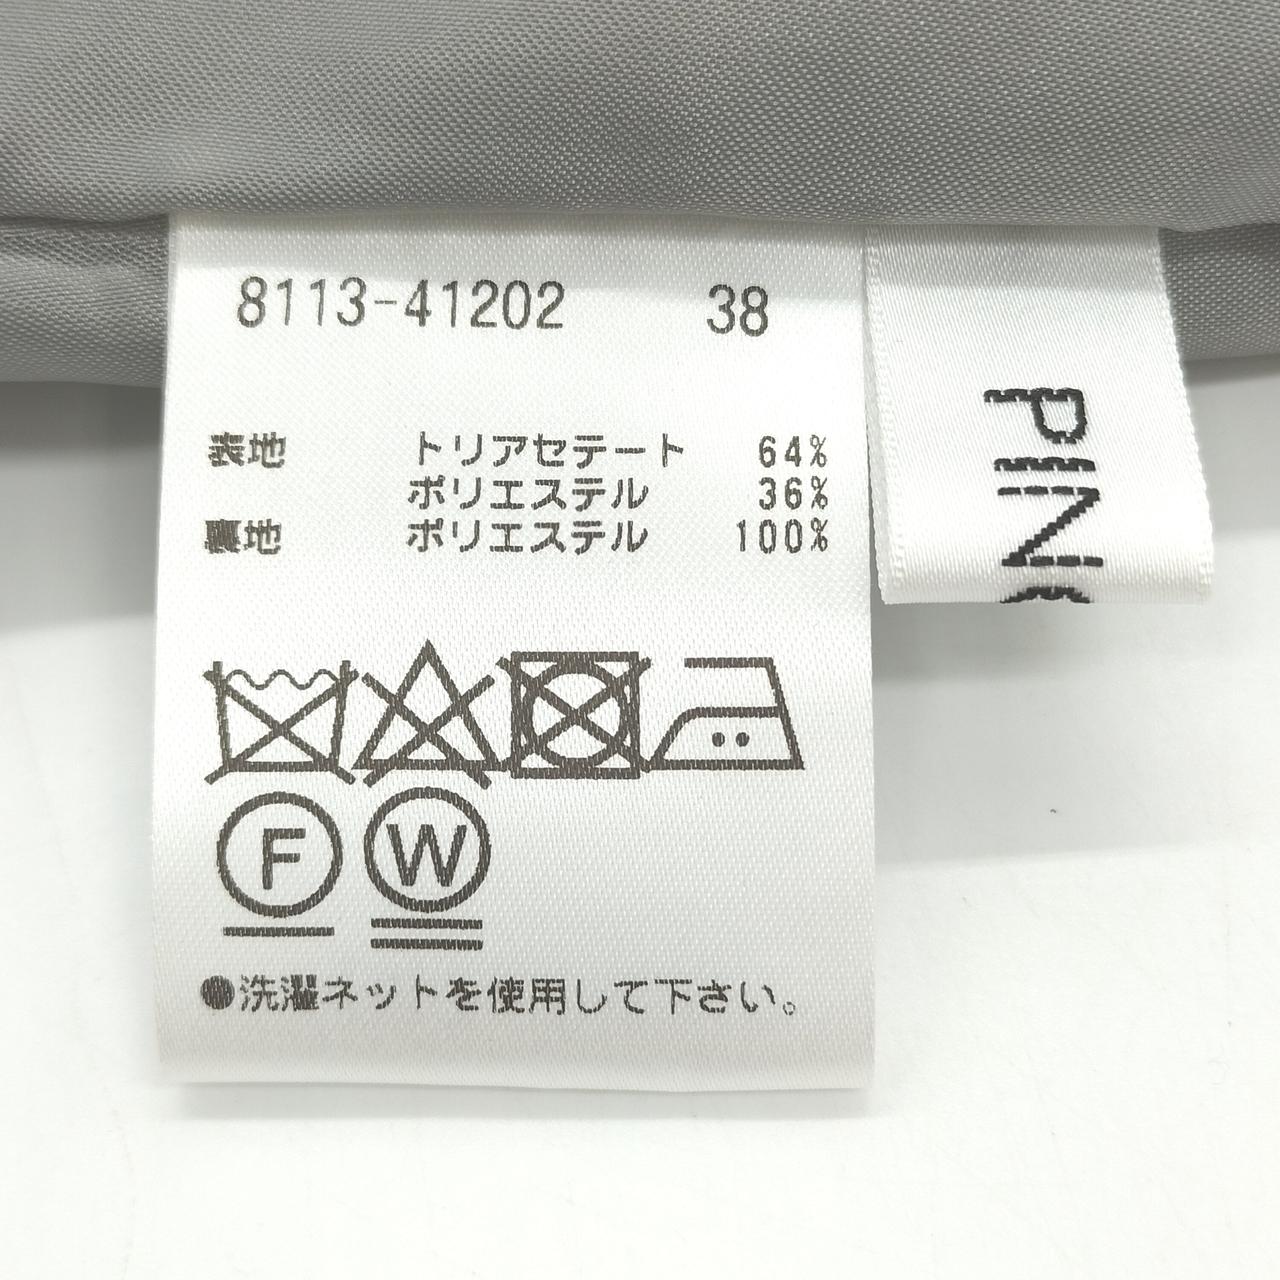 8113-41202 38
表地 トリアセテート 64%
ポリエステル 36%
裏地 ポリエステル 100%
F W
●洗濯ネットを使用して下さい。
PIN